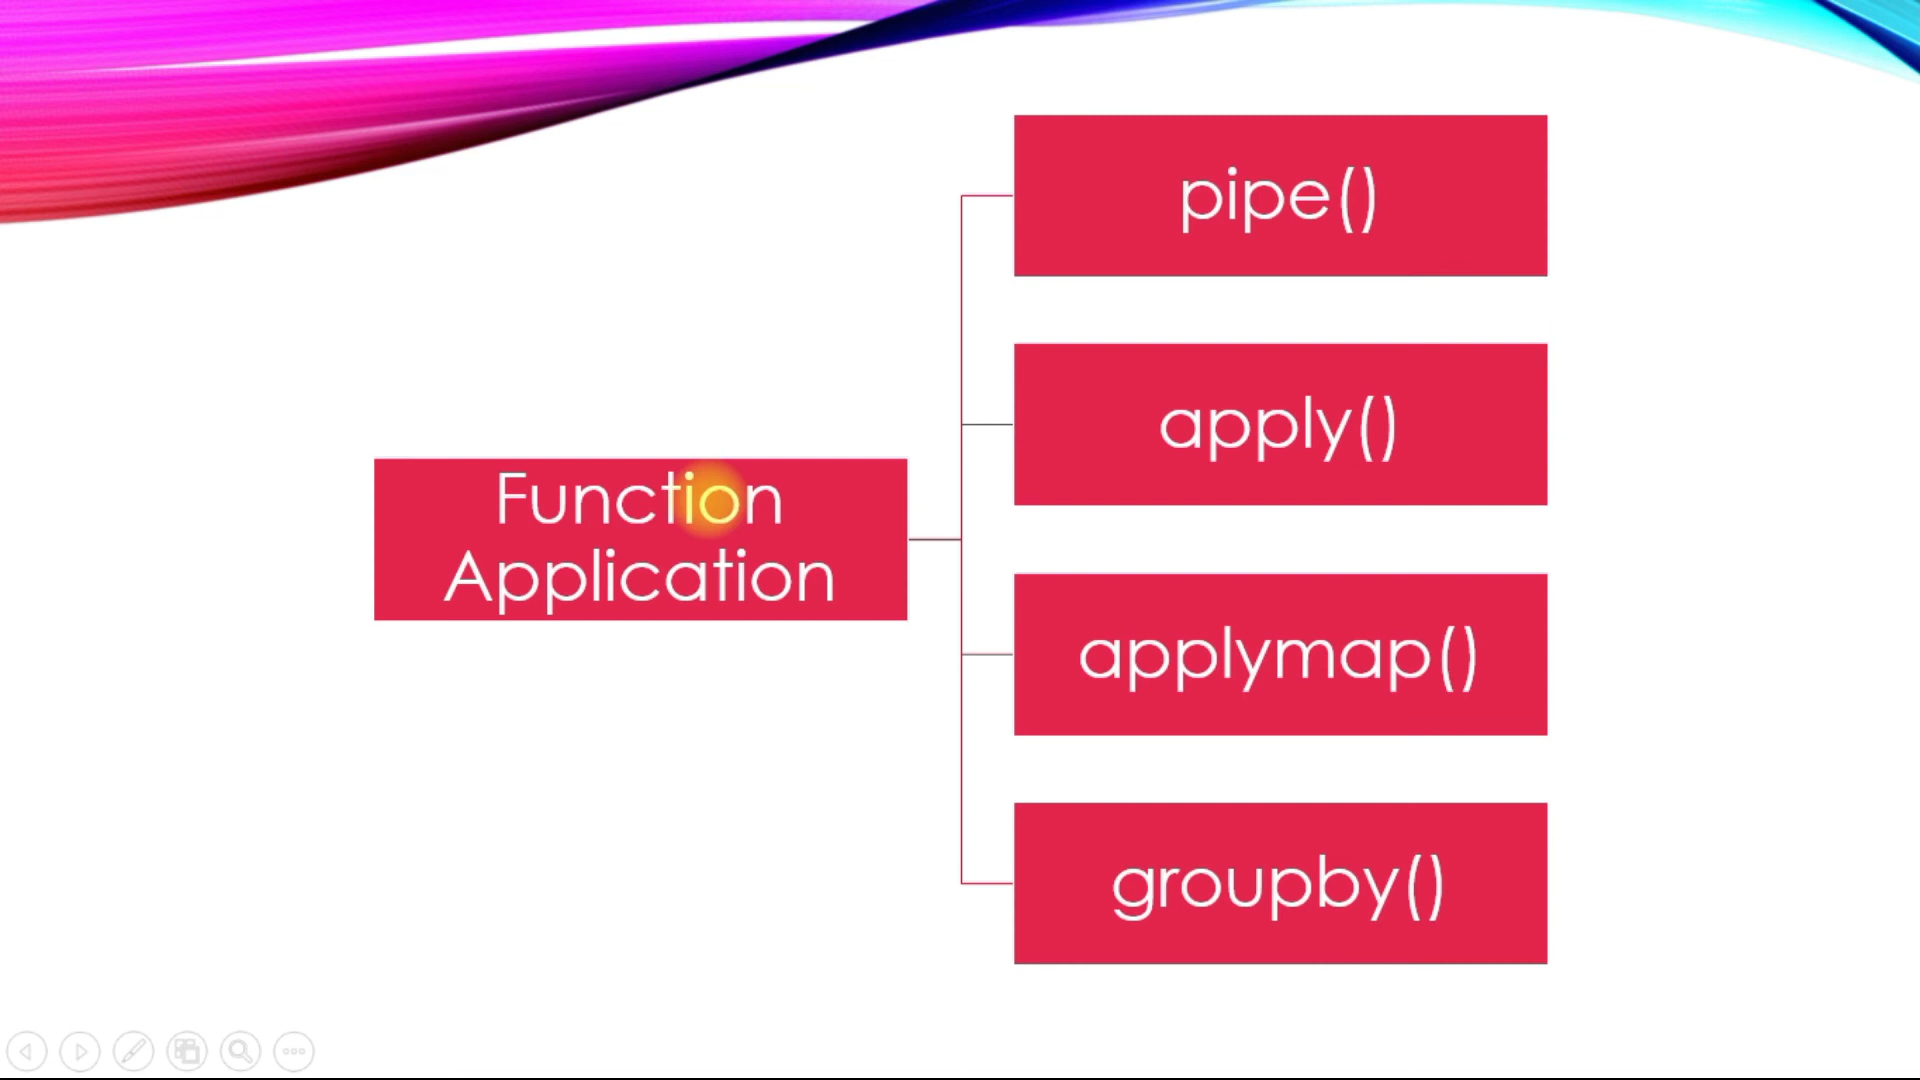 Function
Application
pipe()
apply()
applymap()
groupby()